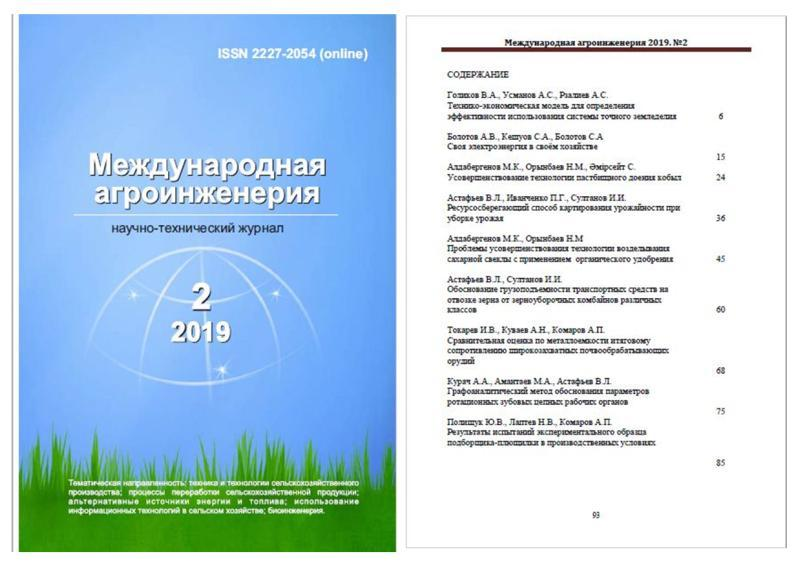 ISSN 2227-2054 (online)
Международная
агроинженерия
научно-технический журнал
2
2019
Тематическая направленность: техника и технологии сельскохозяйственного
производства; процессы переработки сельскохозяйственной продукции;
альтернативные источники энергии и топлива; использование
информационных технологий в сельском хозяйстве; биоинженерия.
Международная агроинженерия 2019. №2
СОДЕРЖАНИЕ
Голиков В.А., Усманов А.С., Рзалиев А.С.
Технико-экономическая модель для определения
эффективности использования системы точного земледелия 6
Болотов А.В., Кешуов С.А., Болотов С.А
Своя электроэнергия в своём хозяйстве
15
Алдабергенов М.К., Орынбаев Н.М., Әмірсейт С.
Усовершенствование технологии пастбищного доения кобыл 24
Астафьев В.Л., Иванченко П.Г., Султанов И.И.
Ресурсосберегающий способ картирования урожайности при
уборке урожая 36
Алдабергенов М.К., Орынбаев Н.М
Проблемы усовершенствования технологии возделывания
сахарной свеклы с применением органического удобрения 45
Астафьев В.Л., Султанов И.И.
Обоснование грузоподъемности транспортных средств на
отвозке зерна от зерноуборочных комбайнов различных
классов 60
Токарев И.В., Куваев А.Н., Комаров А.П.
Сравнительная оценка по металлоемкости итяговому
сопротивлению широкозахватных почвообрабатывающих
орудий
68
Курач А.А., Амантаев М.А., Астафьев В.Л.
Графоаналитический метод обоснования параметров
ротационных зубовых цепных рабочих органов
75
Полищук Ю.В., Лаптев Н.В., Комаров А.П.
Результаты испытаний экспериментального образца
подборщика-плющилки в производственных условиях
85
93